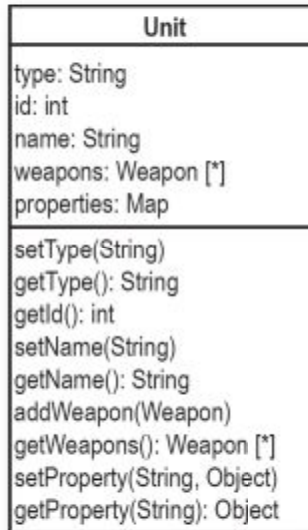 Unit
type: String
id: int
name: String
weapons: Weapon [*]
properties: Map
setType(String)
getType(): String
getId(): int
setName(String)
getName(): String
addWeapon(Weapon)
getWeapons(): Weapon [*]
setProperty(String, Object)
getProperty(String): Object